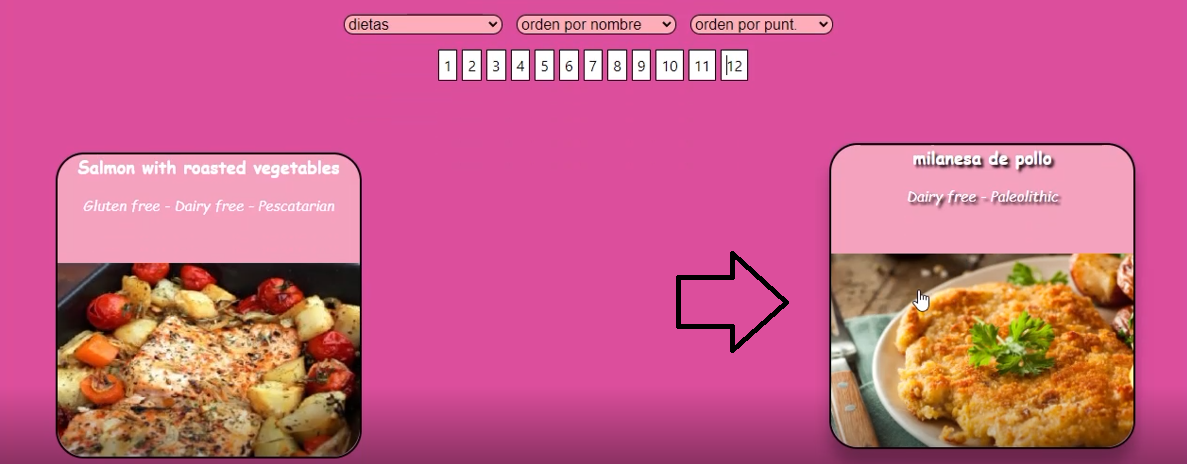 dietas orden por nombre orden por punt.
1 2 3 4 5 6 7 8 9 10 11 12
Salmon with roasted vegetables
Gluten free - Dairy free - Pescatarian
milanesa de pollo
Dairy free - Paleolithic